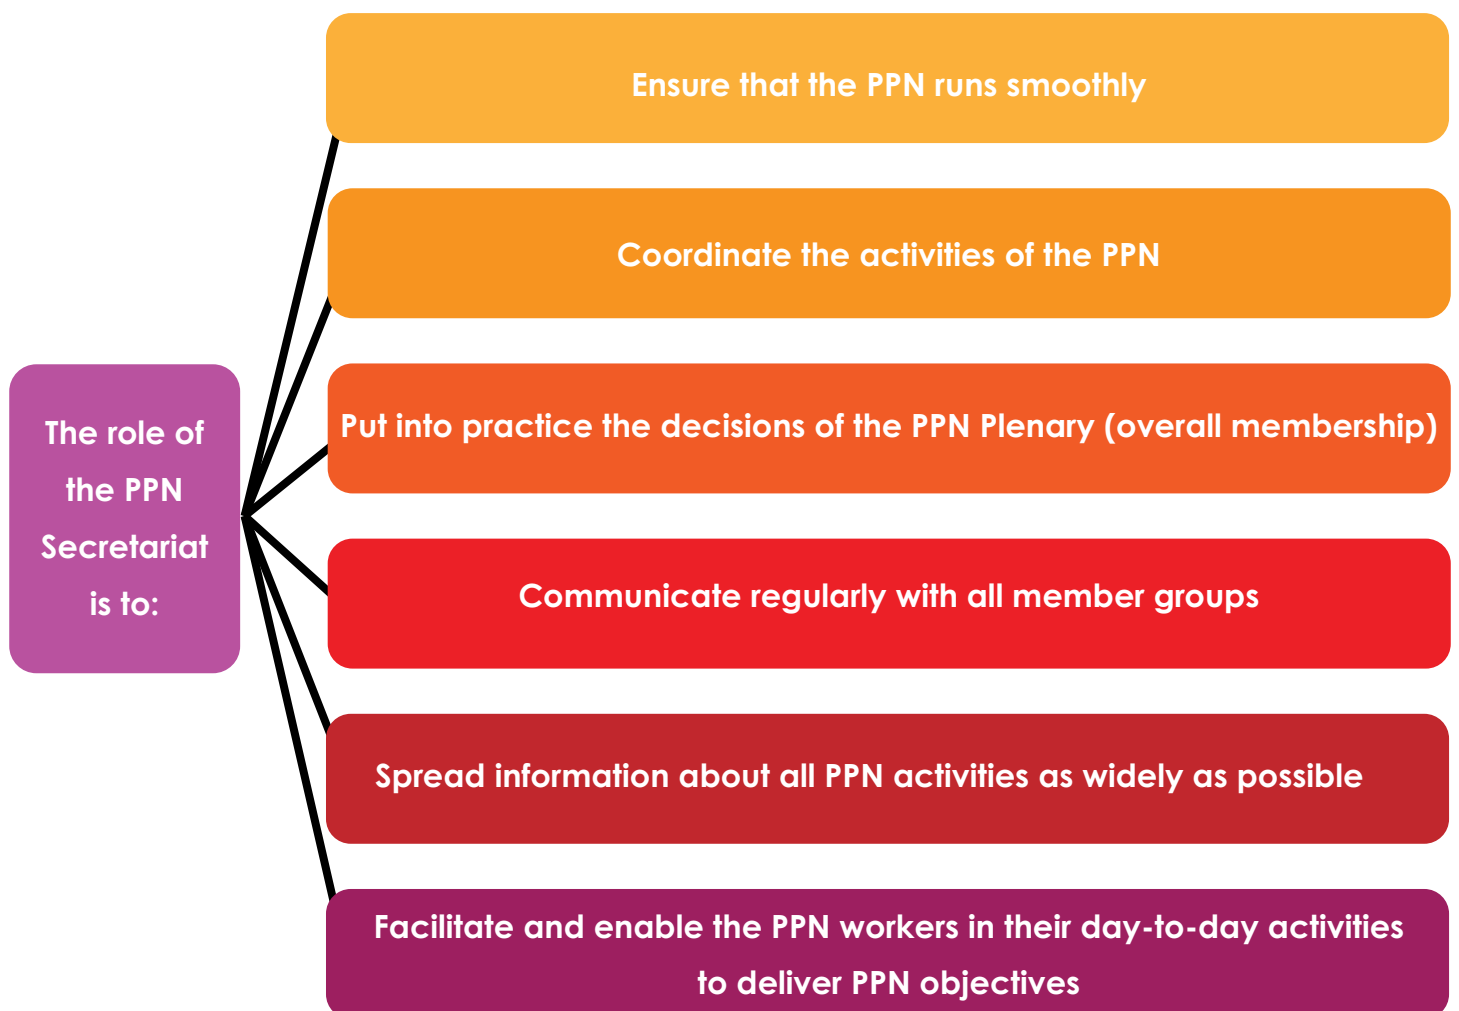 The role of
the PPN
Secretariat
is to:
Ensure that the PPN runs smoothly
Coordinate the activities of the PPN
Put into practice the decisions of the PPN Plenary (overall membership)
Communicate regularly with all member groups
Spread information about all PPN activities as widely as possible
Facilitate and enable the PPN workers in their day-to-day activities
to deliver PPN objectives